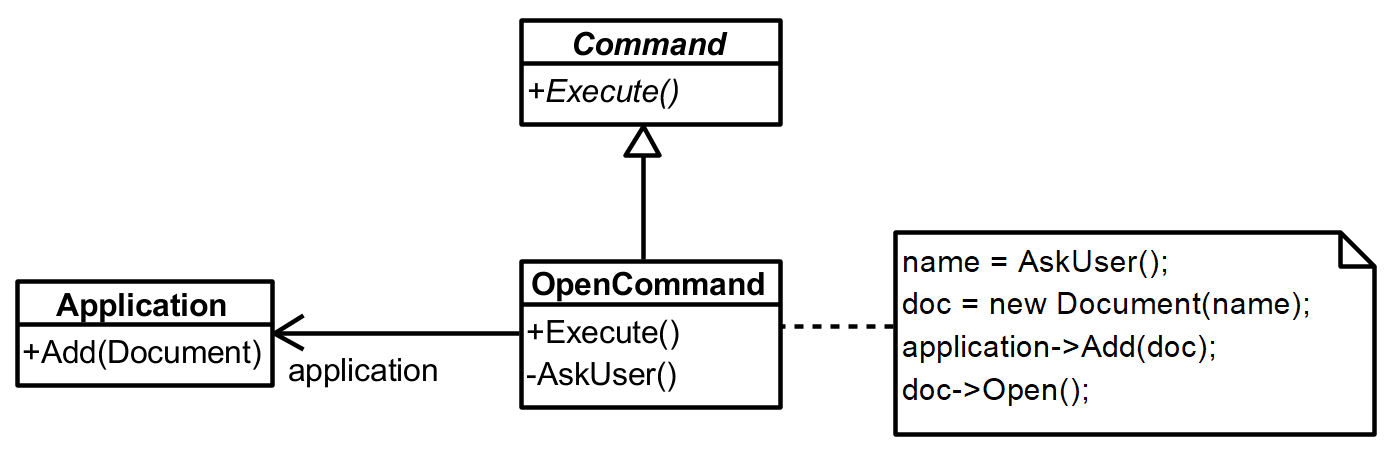 Command
+Execute()
OpenCommand
+Execute()
-AskUser()
Application
+Add(Document)
application
name = AskUser();
doc = new Document(name);
application->Add(doc);
doc->Open();